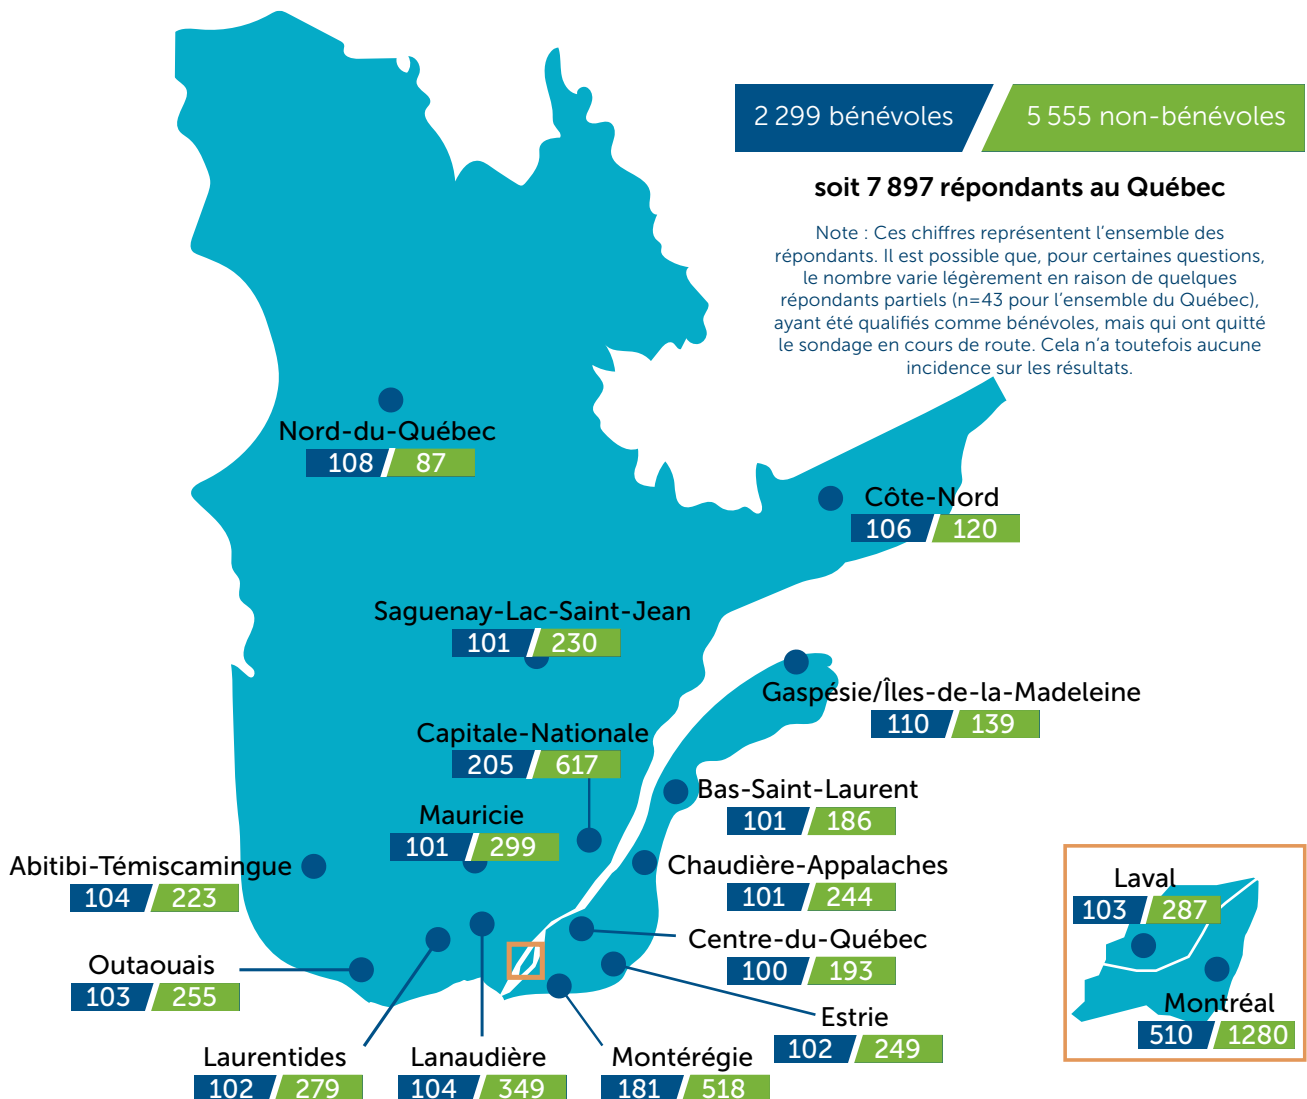 2 299 bénévoles
5 555 non-bénévoles
soit 7 897 répondants au Québec
Note : Ces chiffres représentent l'ensemble des
répondants. Il est possible que, pour certaines questions,
le nombre varie légèrement en raison de quelques
répondants partiels (n=43 pour l'ensemble du Québec),
ayant été qualifiés comme bénévoles, mais qui ont quitté
le sondage en cours de route. Cela n'a toutefois aucune
incidence sur les résultats.
Nord-du-Québec
108 87
Côte-Nord
106 120
Saguenay-Lac-Saint-Jean
101 230
Gaspésie/Îles-de-la-Madeleine
110 139
Capitale-Nationale
205 617
Bas-Saint-Laurent
101 186
Mauricie
101 299
Abitibi-Témiscamingue
104 223
Chaudière-Appalaches
101 244
Laval
103 287
Centre-du-Québec
100 193
Outaouais
103 255
Montréal
510 1280
Estrie
102 249
Laurentides
102 279
Lanaudière
104 349
Montérégie
181 518